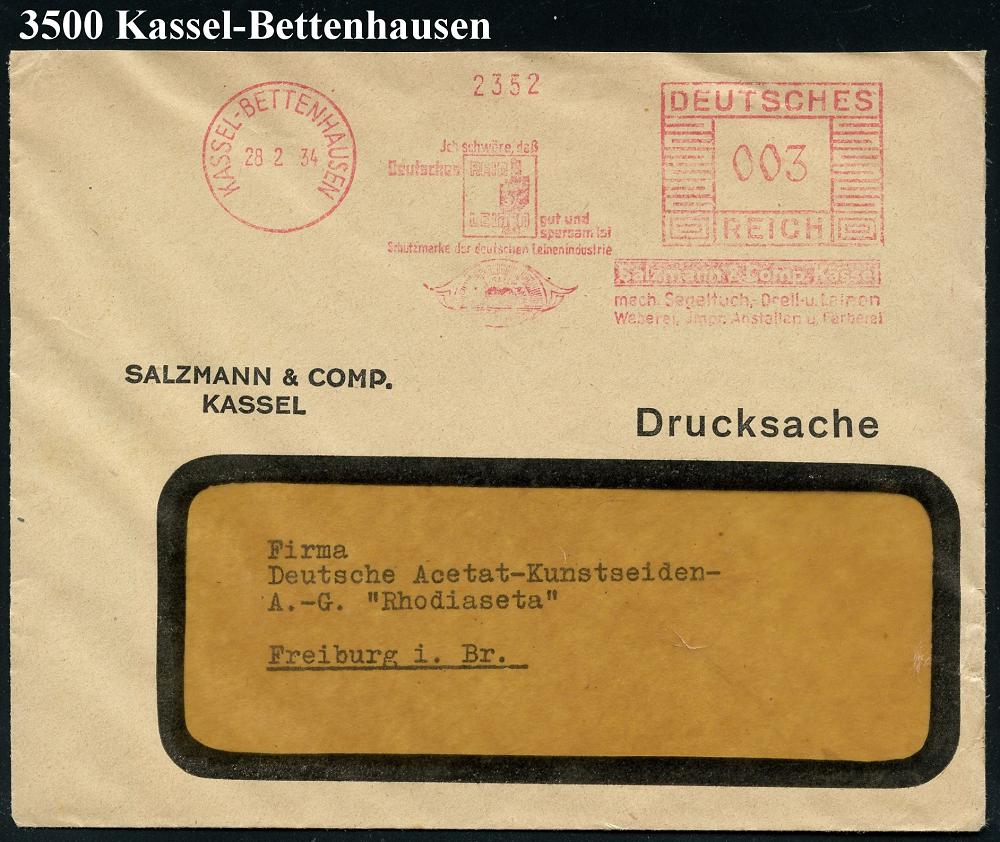 3500 Kassel-Bettenhausen
2352
KASSEL-BETTENHAUSEN
28 2 34
Ich schwöre, daß
Deutsches REIN
LEINEN gut und
sparsam ist
Schutzmarke der deutschen Leinenindustrie
DEUTSCHES
003
REICH
Salzmann & Comp. Kassel
mech. Segeltuch,- Drell-u. Leinen
Weberei, Impr. Anstalten u. Färberei
SALZMANN & COMP.
KASSEL
Drucksache
Firma
Deutsche Acetat-Kunstseiden-
A.-G. "Rhodiaseta"
Freiburg i. Br.